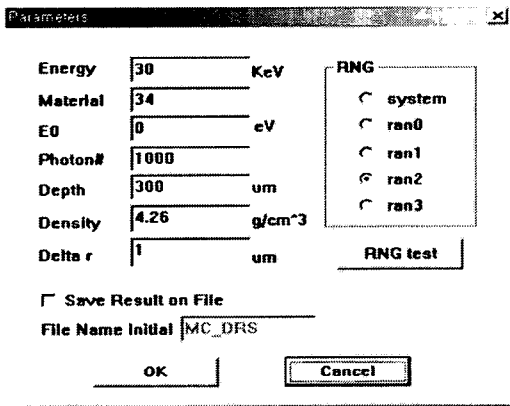 Parameters
Energy 30 KeV
Material 34
E0 0 eV
Photon# 1000
Depth 300 um
Density 4.26 g/cm^3
Delta r 1 um
RNG
system
ran0
ran1
ran2
ran3
RNG test
Save Result on File
File Name Initial MC_DRS
OK Cancel